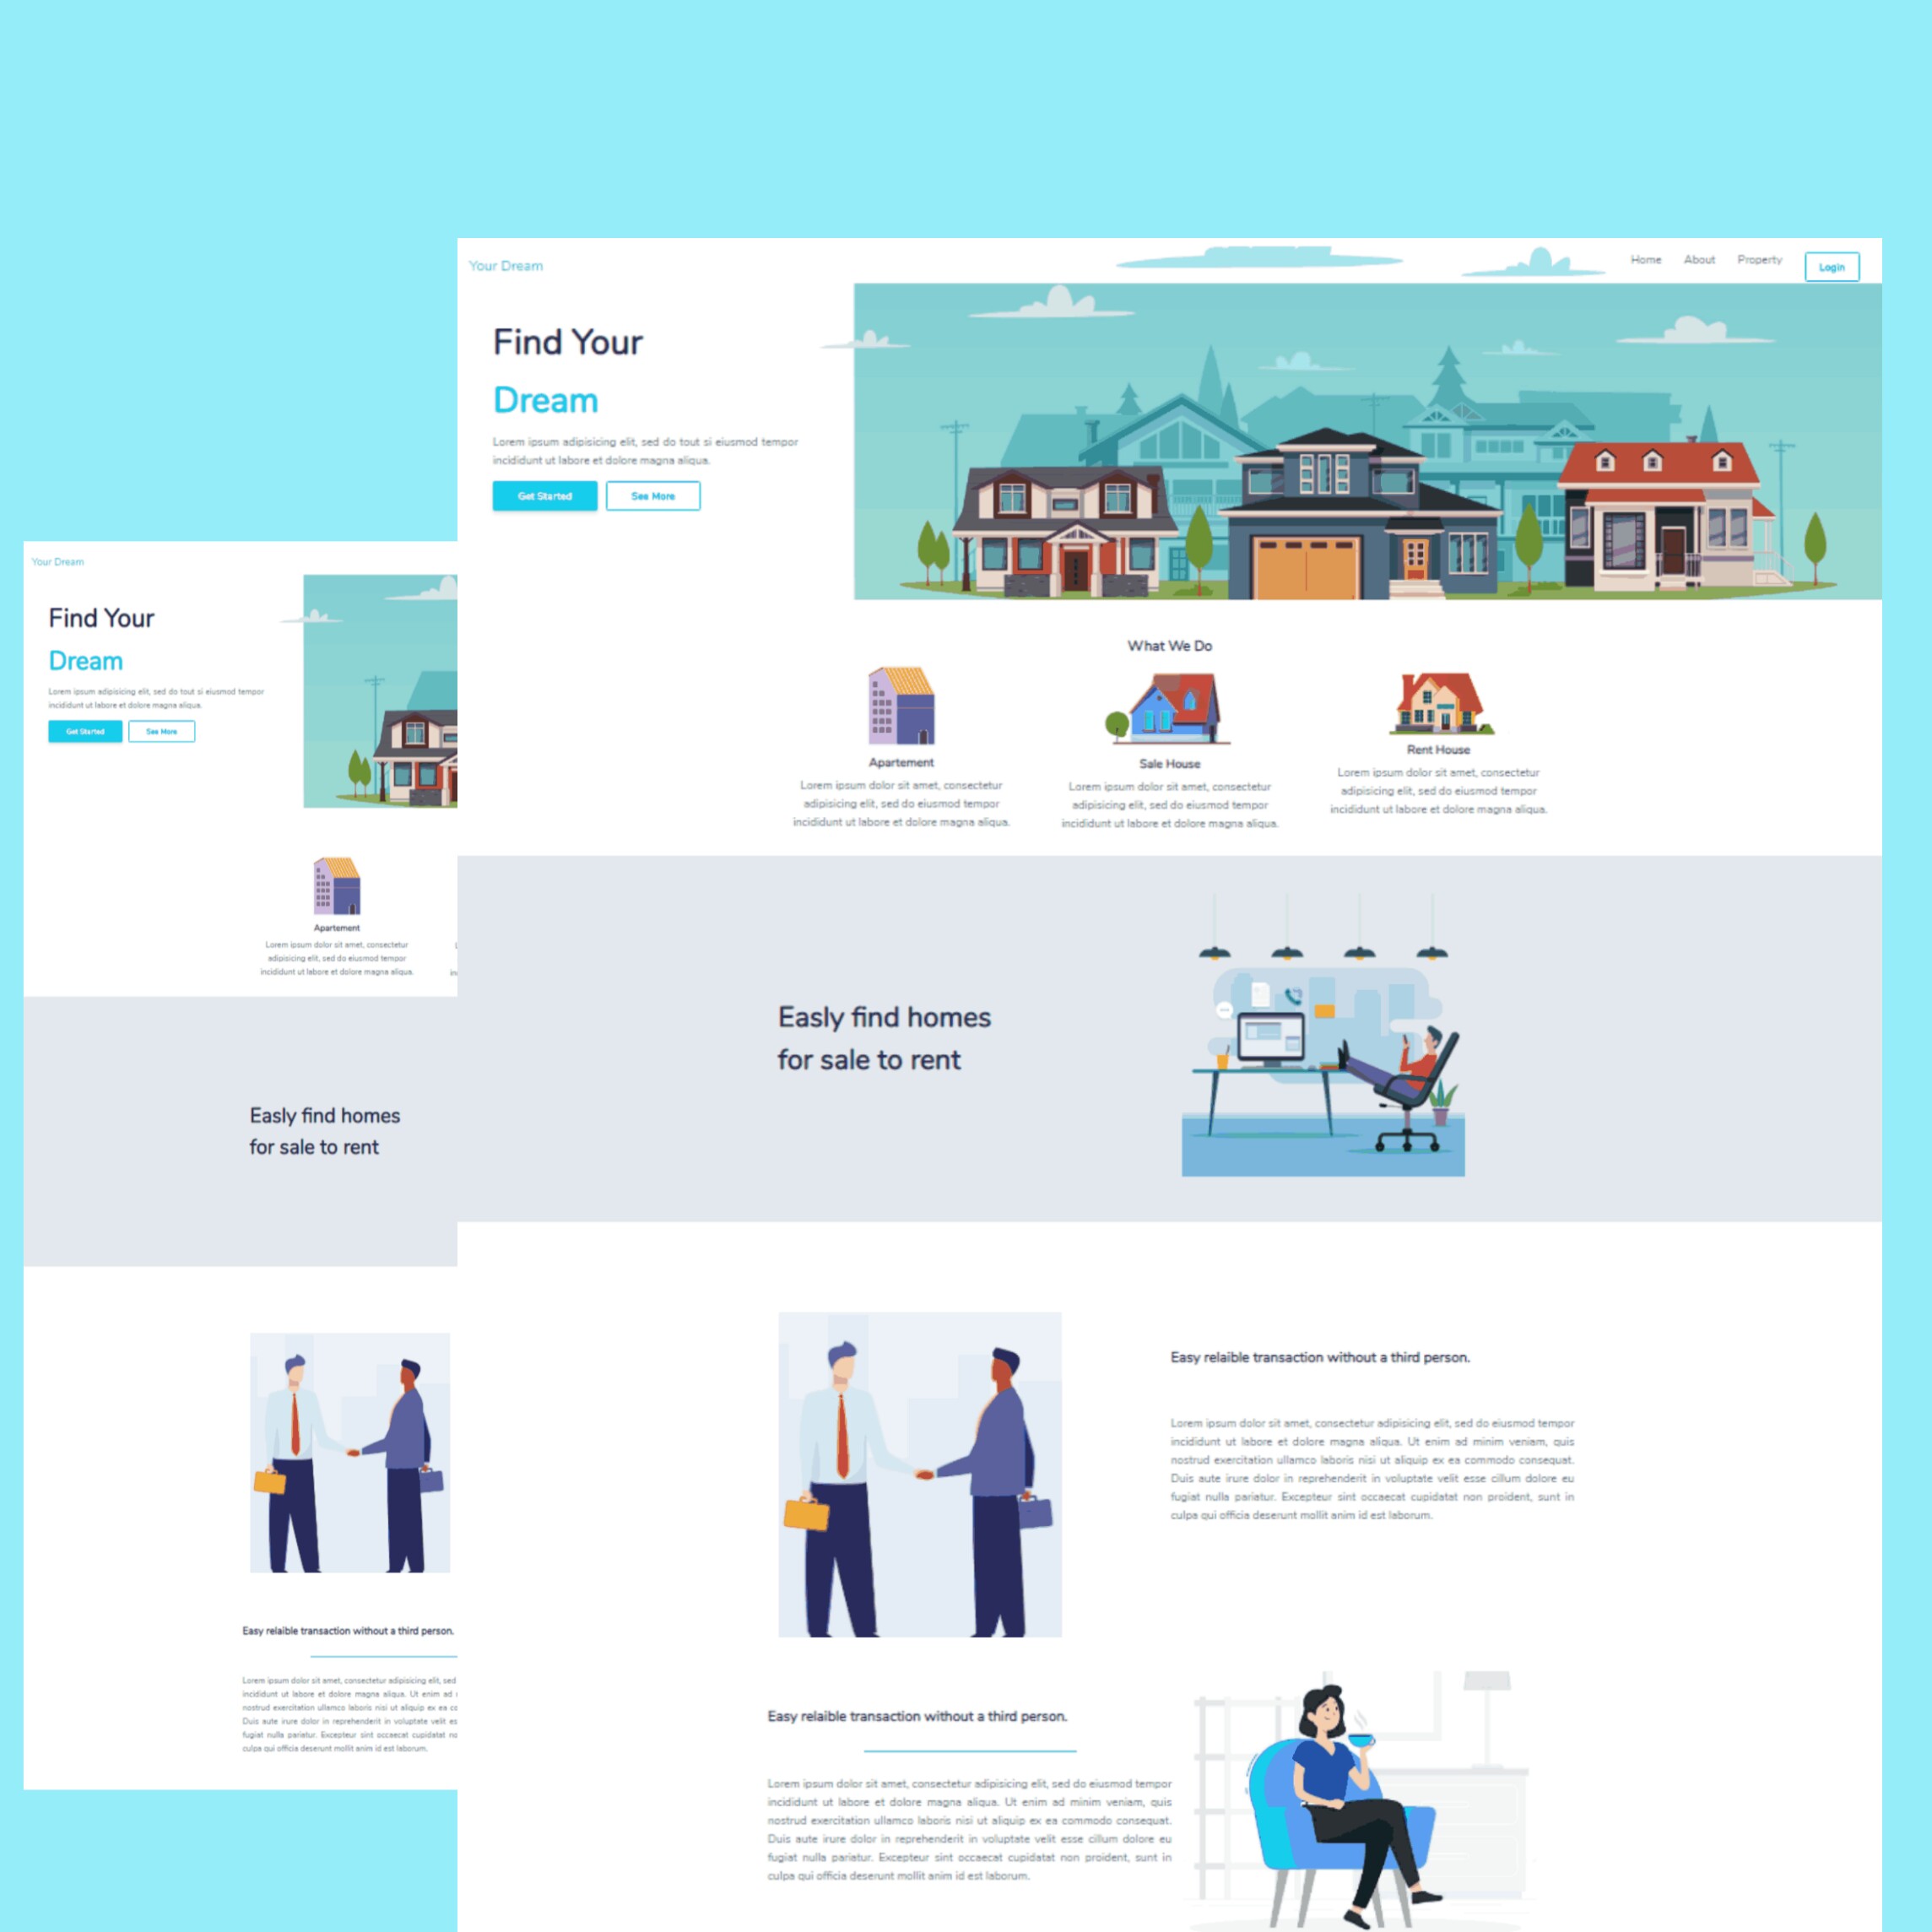 Your Dream
Home About Property Login
Find Your
Dream
Lorem ipsum adipisicing elit, sed do tout si eiusmod tempor
incididunt ut labore et dolore magna aliqua.
Get Started See More
What We Do
Apartement
Lorem ipsum dolor sit amet, consectetur
adipisicing elit, sed do eiusmod tempor
incididunt ut labore et dolore magna aliqua.
Sale House
Lorem ipsum dolor sit amet, consectetur
adipisicing elit, sed do eiusmod tempor
incididunt ut labore et dolore magna aliqua.
Rent House
Lorem ipsum dolor sit amet, consectetur
adipisicing elit, sed do eiusmod tempor
incididunt ut labore et dolore magna aliqua.
Easly find homes
for sale to rent
Easy relaible transaction without a third person.
Lorem ipsum dolor sit amet, consectetur adipisicing elit, sed do eiusmod tempor
incididunt ut labore et dolore magna aliqua. Ut enim ad minim veniam, quis
nostrud exercitation ullamco laboris nisi ut aliquip ex ea commodo consequat.
Duis aute irure dolor in reprehenderit in voluptate velit esse cillum dolore eu
fugiat nulla pariatur. Excepteur sint occaecat cupidatat non proident, sunt in
culpa qui officia deserunt mollit anim id est laborum.
Easy relaible transaction without a third person.
Lorem ipsum dolor sit amet, consectetur adipisicing elit, sed do eiusmod tempor
incididunt ut labore et dolore magna aliqua. Ut enim ad minim veniam, quis
nostrud exercitation ullamco laboris nisi ut aliquip ex ea commodo consequat.
Duis aute irure dolor in reprehenderit in voluptate velit esse cillum dolore eu
fugiat nulla pariatur. Excepteur sint occaecat cupidatat non proident, sunt in
culpa qui officia deserunt mollit anim id est laborum.
Your Dream
Find Your
Dream
Lorem ipsum adipisicing elit, sed do tout si eiusmod tempor
incididunt ut labore et dolore magna aliqua.
Get Started See More
Apartement
Lorem ipsum dolor sit amet, consectetur
adipisicing elit, sed do eiusmod tempor
incididunt ut labore et dolore magna aliqua.
Easly find homes
for sale to rent
Easy relaible transaction without a third person.
Lorem ipsum dolor sit amet, consectetur adipisicing elit, sed
incididunt ut labore et dolore magna aliqua. Ut enim ad
nostrud exercitation ullamco laboris nisi ut aliquip ex ea
Duis aute irure dolor in reprehenderit in voluptate velit
fugiat nulla pariatur. Excepteur sint occaecat cupidatat
culpa qui officia deserunt mollit anim id est laborum.